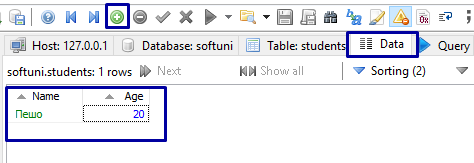 Host: 127.0.0.1 Database: softuni Table: students Data Query
softuni.students: 1 rows Next Show all Sorting (2)
Name Age
Пешо 20